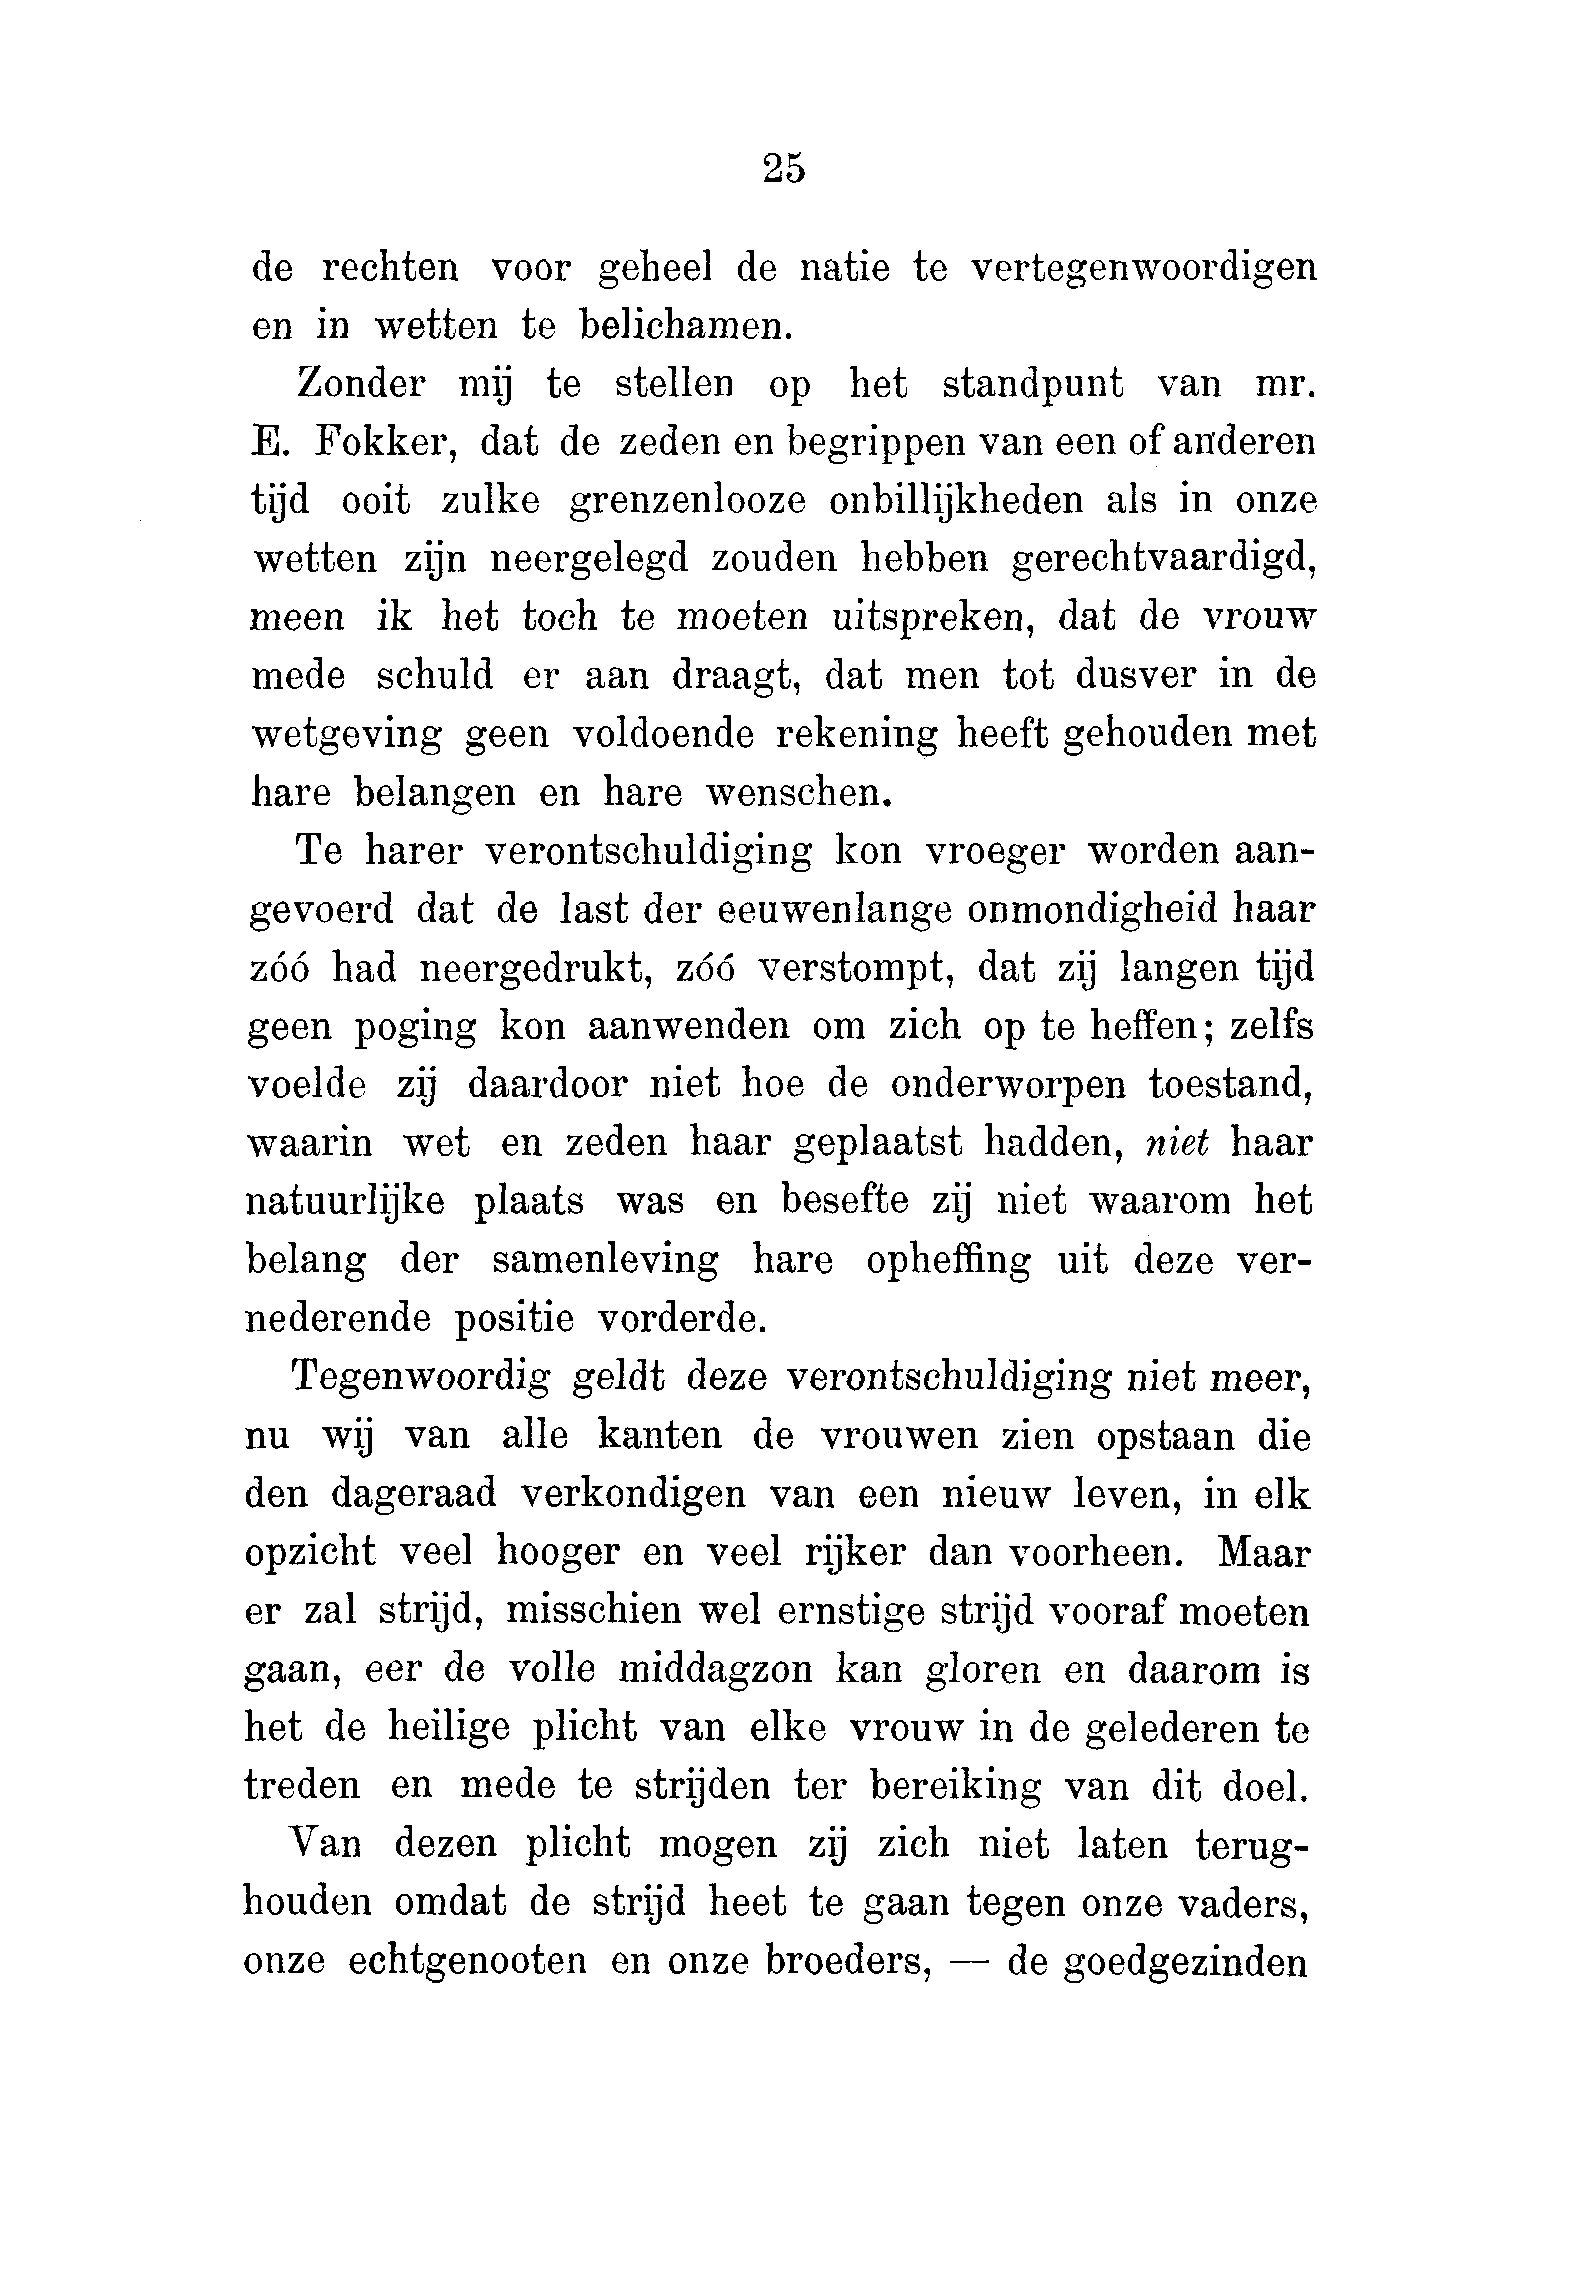 25
de rechten voor geheel de natie te vertegenwoordigen
en in wetten te belichamen.
Zonder mij te stellen op het standpunt van mr.
E. Fokker, dat de zeden en begrippen van een of anderen
tijd ooit zulke grenzenlooze onbillijkheden als in onze
wetten zijn neergelegd zouden hebben gerechtvaardigd,
meen ik het toch te moeten uitspreken, dat de vrouw
mede schuld er aan draagt, dat men tot dusver in de
wetgeving geen voldoende rekening heeft gehouden met
hare belangen en hare wenschen.
Te harer verontschuldiging kon vroeger worden aan-
gevoerd dat de last der eeuwenlange onmondigheid haar
zóó had neergedrukt, zóó verstompt, dat zij langen tijd
geen poging kon aanwenden om zich op te heffen; zelfs
voelde zij daardoor niet hoe de onderworpen toestand,
waarin wet en zeden haar geplaatst hadden, niet haar
natuurlijke plaats was en besefte zij niet waarom het
belang der samenleving hare opheffing uit deze ver-
nederende positie vorderde.
Tegenwoordig geldt deze verontschuldiging niet meer,
nu wij van alle kanten de vrouwen zien opstaan die
den dageraad verkondigen van een nieuw leven, in elk
opzicht veel hooger en veel rijker dan voorheen. Maar
er zal strijd, misschien wel ernstige strijd vooraf moeten
gaan, eer de volle middagzon kan gloren en daarom is
het de heilige plicht van elke vrouw in de gelederen te
treden en mede te strijden ter bereiking van dit doel.
Van dezen plicht mogen zij zich niet laten terug-
houden omdat de strijd heet te gaan tegen onze vaders,
onze echtgenooten en onze broeders, — de goedgezinden